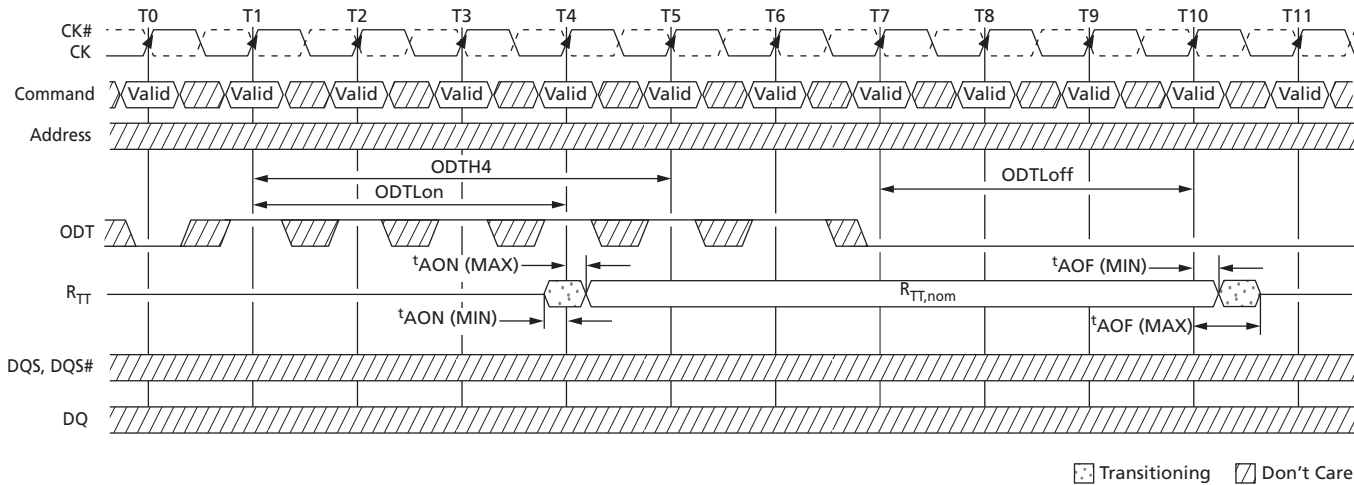 T0 T1 T2 T3 T4 T5 T6 T7 T8 T9 T10 T11
CK#
CK
Command Valid Valid Valid Valid Valid Valid Valid Valid Valid Valid Valid Valid
Address
ODTH4
ODTLon
ODTLoff
ODT
tAON (MAX)
tAOF (MIN)
RTT
RTT,nom
tAON (MIN)
tAOF (MAX)
DQS, DQS#
DQ
Transitioning Don't Care